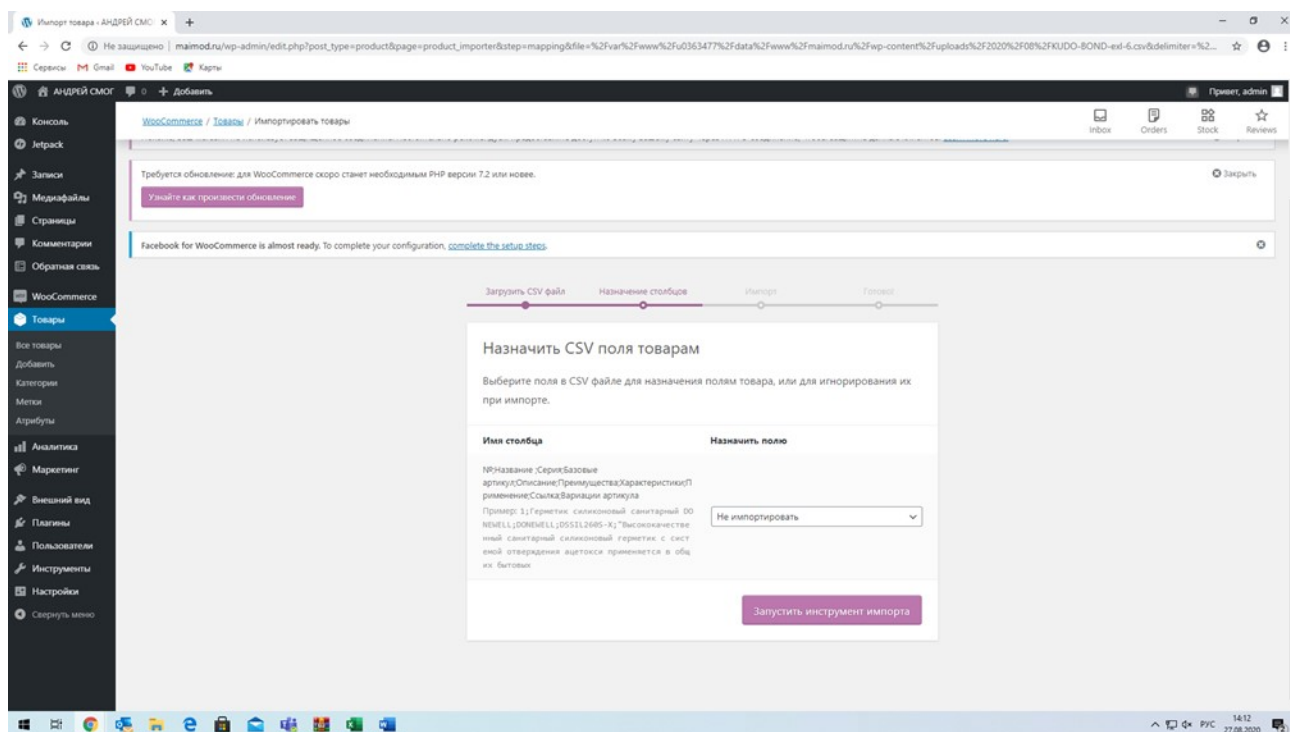 Импорт товара ‹ АНДРЕЙ СМО
Не защищено | maimod.ru/wp-admin/edit.php?post_type=product&page=product_importer&step=mapping&file=%2Fvar%2Fwww%2Fu0363477%2Fdata%2Fwww%2Fmaimod.ru%2Fwp-content%2Fuploads%2F2020%2F08%2FKUDO-BOND-exl-6.csv&delimiter=%2...
Сервисы Gmail YouTube Карты
АНДРЕЙ СМОГ 0 + Добавить Привет, admin
Консоль
Jetpack
Записи
Медиафайлы
Страницы
Комментарии
Обратная связь
WooCommerce
Товары
Все товары
Добавить
Категории
Метки
Атрибуты
Аналитика
Маркетинг
Внешний вид
Плагины
Пользователи
Инструменты
Настройки
Свернуть меню
WooCommerce / Товары / Импортировать товары
Inbox Orders Stock Reviews
Требуется обновление: для WooCommerce скоро станет необходимым PHP версии 7.2 или новее.
Закрыть
Узнайте как произвести обновление
Facebook for WooCommerce is almost ready. To complete your configuration, complete the setup steps.
Загрузить CSV файл Назначение столбцов Импорт Готово!
Назначить CSV поля товарам
Выберите поля в CSV файле для назначения полям товара, или для игнорирования их
при импорте.
Имя столбца Назначить полю
№;Название ;Серия;Базовые
артикул;Описание;Преимущества;Характеристики;П
рименение;Ссылка;Вариации артикула
Пример: 1;Герметик силиконовый санитарный DO
NEWELL;DONEWELL;DSSIL2605-X;"Высококачестве
нный санитарный силиконовый герметик с сист
емой отверждения ацетокси применяется в общ
их бытовых
Не импортировать
Запустить инструмент импорта
РУС 14:12
27.08.2020